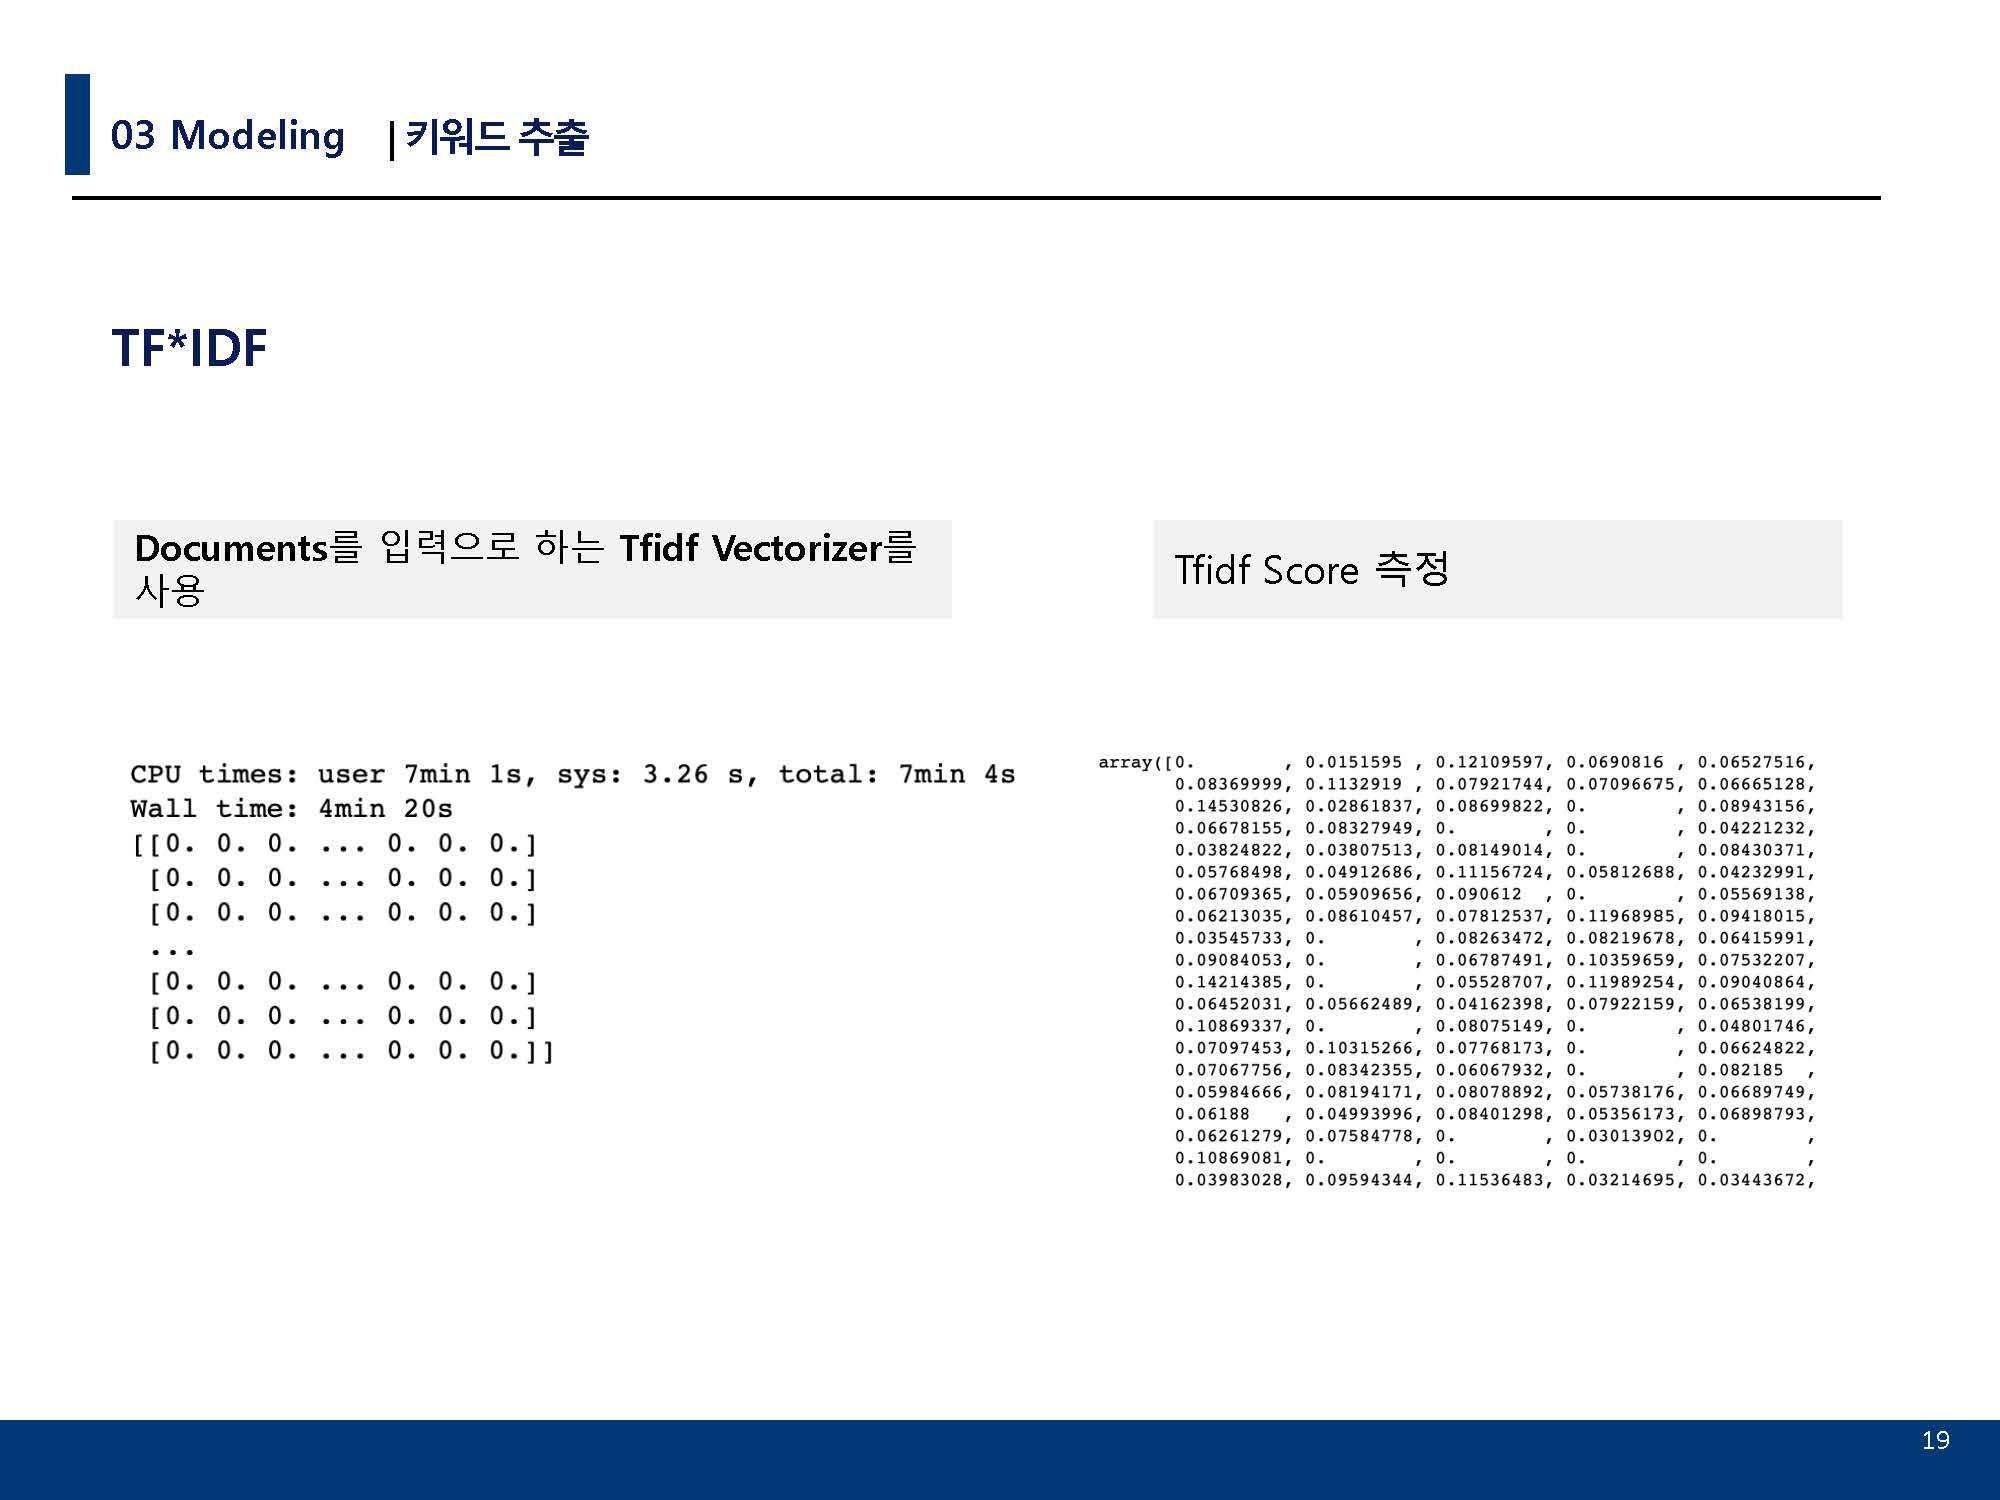 03 Modeling | 키워드 추출
TF*IDF
Documents를 입력으로 하는 Tfidf Vectorizer를
사용
CPU times: user 7min 1s, sys: 3.26 s, total: 7min 4s
Wall time: 4min 20s
[[0. 0. 0. ... 0. 0. 0.]
[0. 0. 0. ... 0. 0. 0.]
[0. 0. 0. ... 0. 0. 0.]
...
[0. 0. 0. ... 0. 0. 0.]
[0. 0. 0. ... 0. 0. 0.]
[0. 0. 0. ... 0. 0. 0.]]
Tfidf Score 측정
array([0. , 0.0151595 , 0.12109597, 0.0690816 , 0.06527516,
0.08369999, 0.1132919 , 0.07921744, 0.07096675, 0.06665128,
0.14530826, 0.02861837, 0.08699822, 0. , 0.08943156,
0.06678155, 0.08327949, 0. , 0. , 0.04221232,
0.03824822, 0.03807513, 0.08149014, 0. , 0.08430371,
0.05768498, 0.04912686, 0.11156724, 0.05812688, 0.04232991,
0.06709365, 0.05909656, 0.090612 , 0. , 0.05569138,
0.06213035, 0.08610457, 0.07812537, 0.11968985, 0.09418015,
0.03545733, 0. , 0.08263472, 0.08219678, 0.06415991,
0.09084053, 0. , 0.06787491, 0.10359659, 0.07532207,
0.14214385, 0. , 0.05528707, 0.11989254, 0.09040864,
0.06452031, 0.05662489, 0.04162398, 0.07922159, 0.06538199,
0.10869337, 0. , 0.08075149, 0. , 0.04801746,
0.07097453, 0.10315266, 0.07768173, 0. , 0.06624822,
0.07067756, 0.08342355, 0.06067932, 0. , 0.082185 ,
0.05984666, 0.08194171, 0.08078892, 0.05738176, 0.06689749,
0.06188 , 0.04993996, 0.08401298, 0.05356173, 0.06898793,
0.06261279, 0.07584778, 0. , 0.03013902, 0. ,
0.10869081, 0. , 0. , 0. , 0. ,
0.03983028, 0.09594344, 0.11536483, 0.03214695, 0.03443672,
19